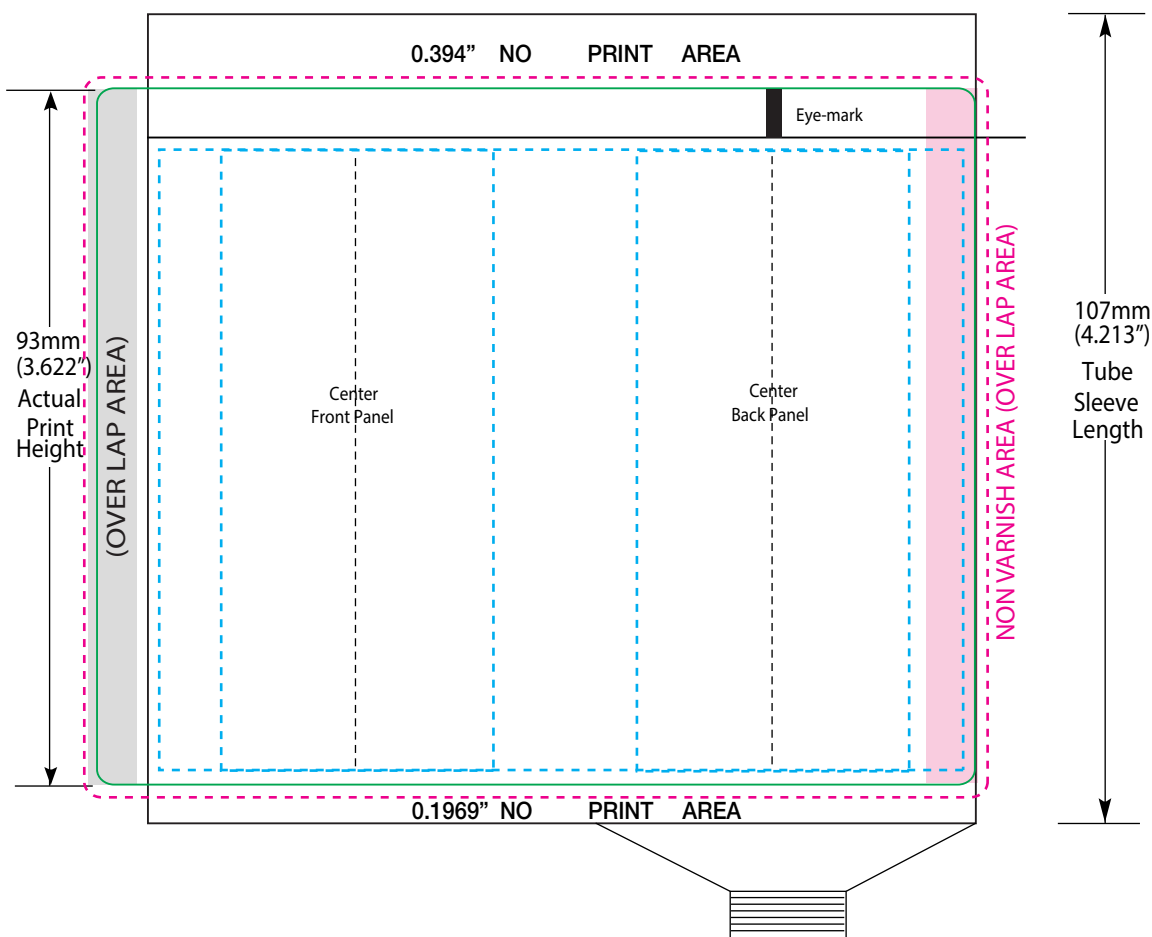 0.394” NO PRINT AREA
Eye-mark
93mm
(3.622”)
Actual
Print
Height
(OVER LAP AREA)
Center
Front Panel
Center
Back Panel
NON VARNISH AREA (OVER LAP AREA)
107mm
(4.213”)
Tube
Sleeve
Length
0.1969” NO PRINT AREA